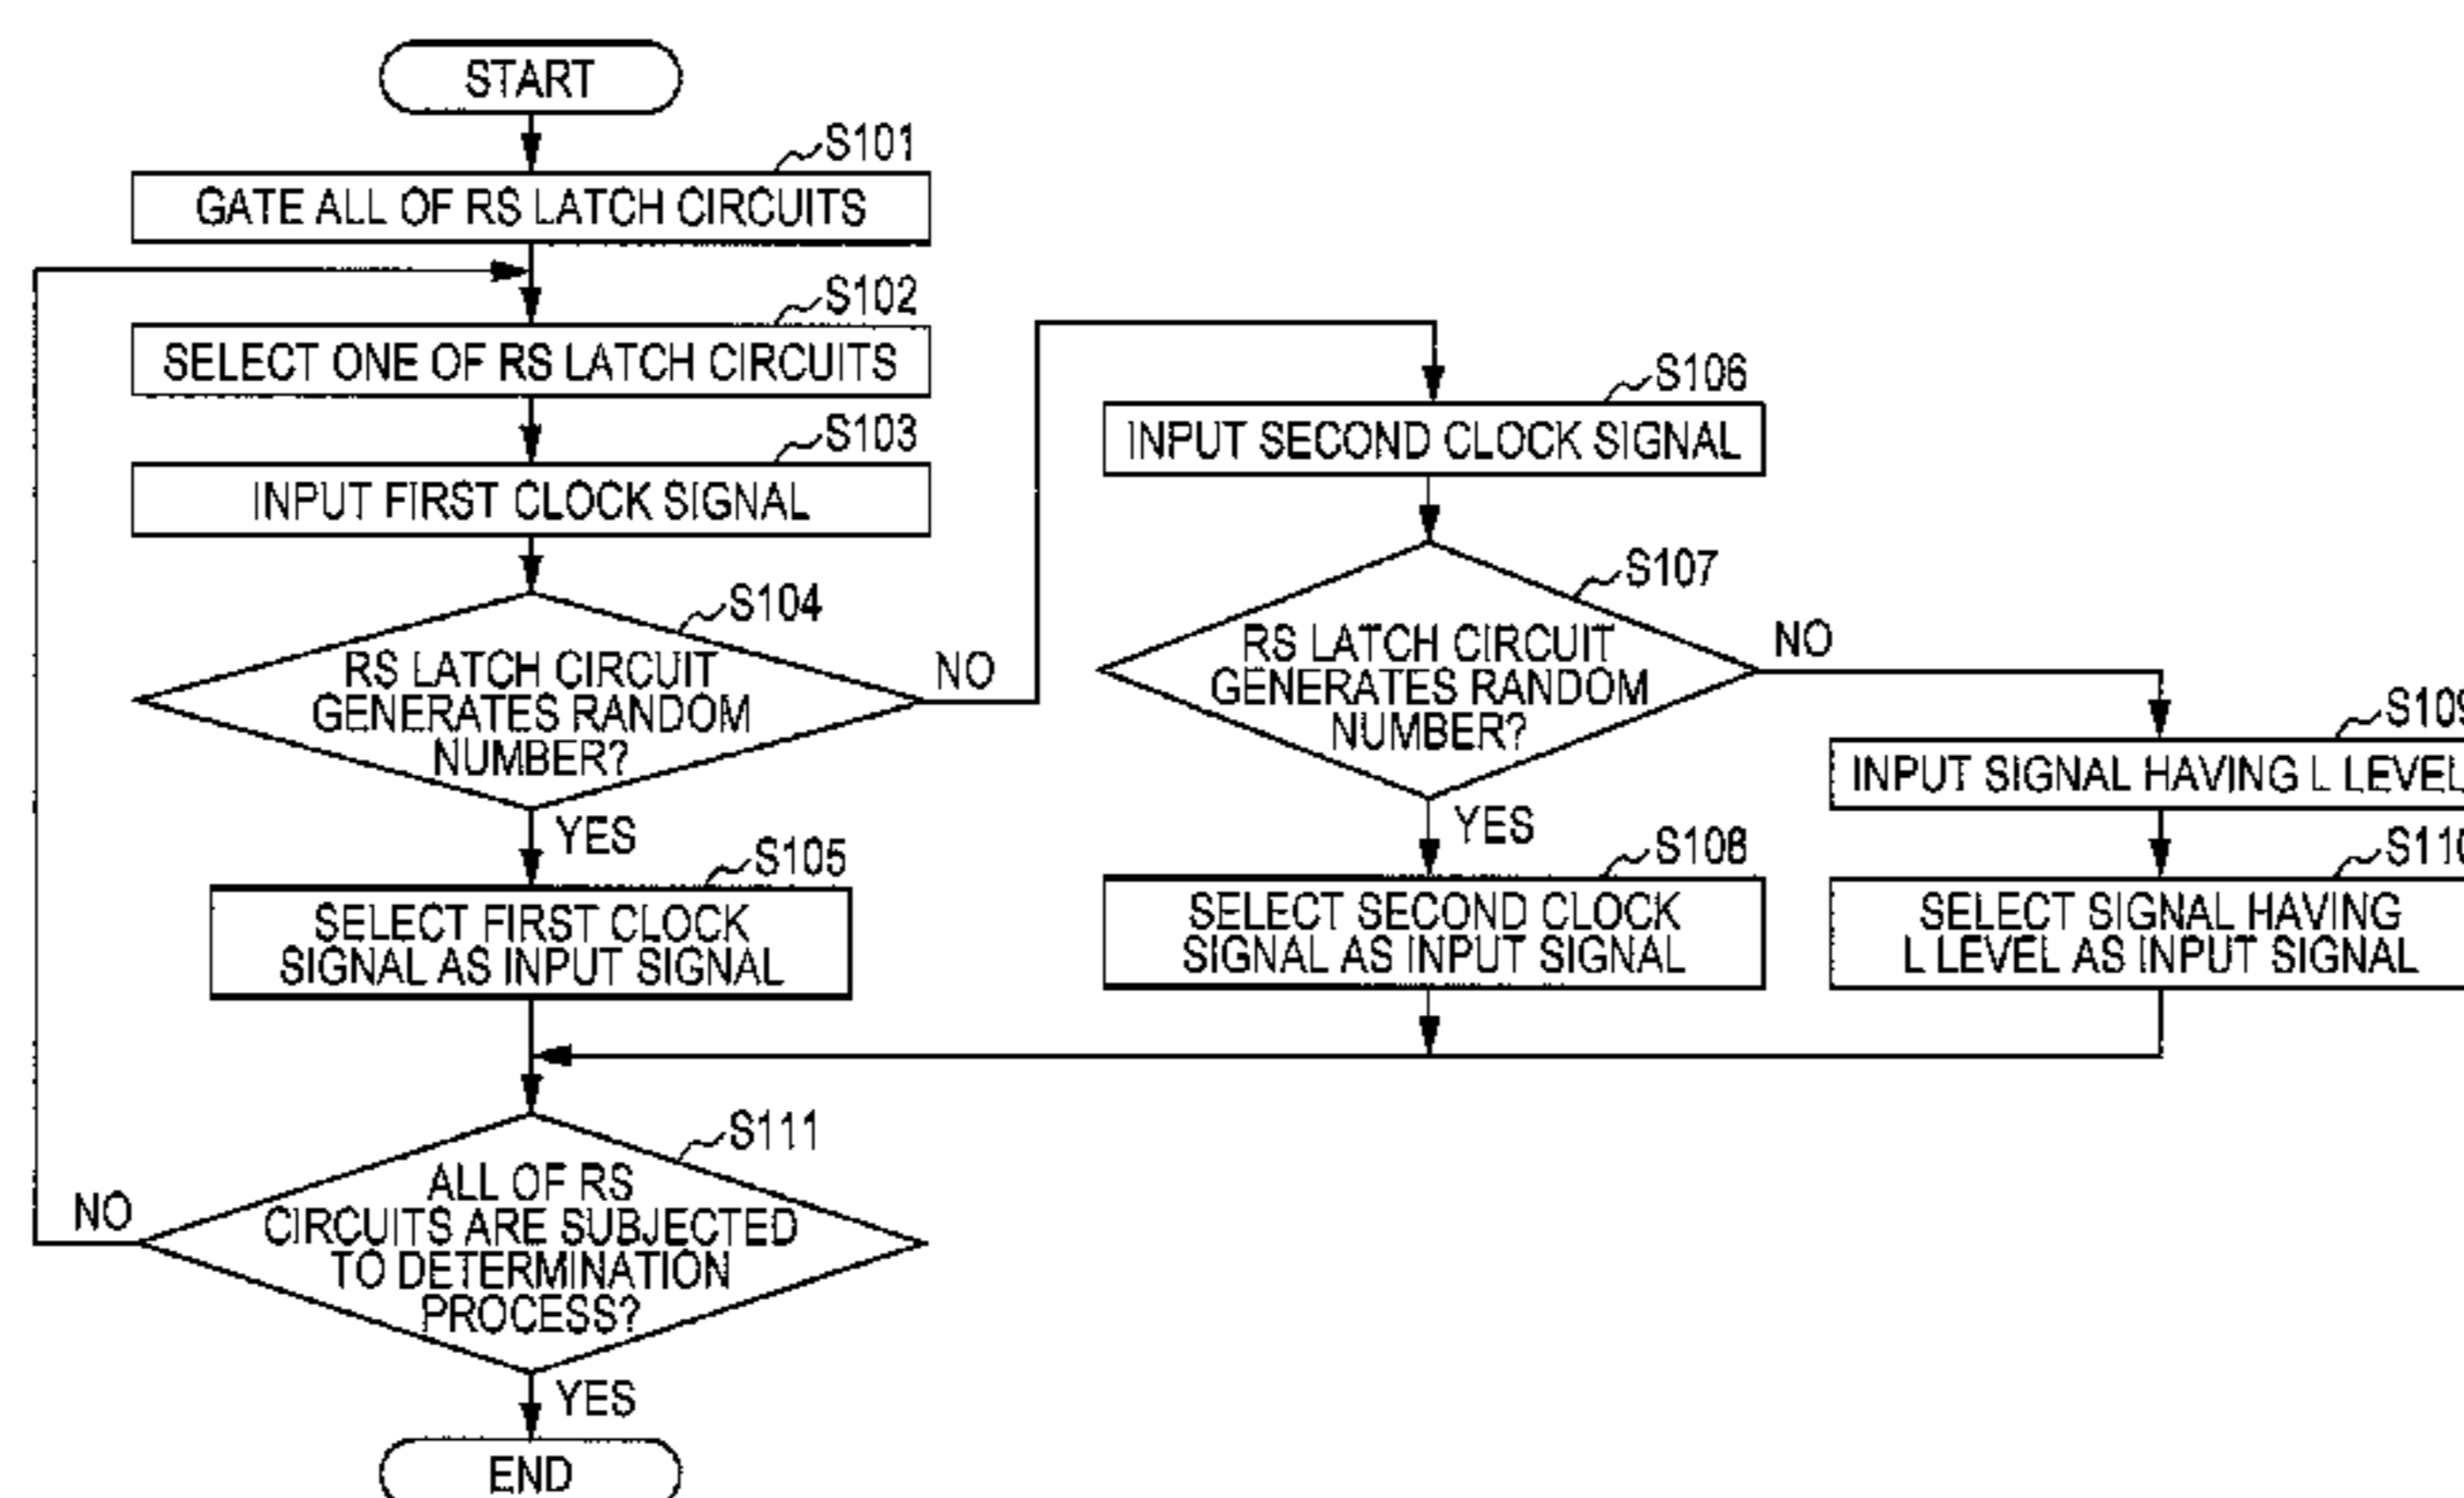 START
S101
GATE ALL OF RS LATCH CIRCUITS
S102
SELECT ONE OF RS LATCH CIRCUITS
S103
INPUT FIRST CLOCK SIGNAL
S104
RS LATCH CIRCUIT
GENERATES RANDOM
NUMBER?
NO
YES
S105
SELECT FIRST CLOCK
SIGNAL AS INPUT SIGNAL
S106
INPUT SECOND CLOCK SIGNAL
S107
RS LATCH CIRCUIT
GENERATES RANDOM
NUMBER?
NO
YES
S108
SELECT SECOND CLOCK
SIGNAL AS INPUT SIGNAL
S109
INPUT SIGNAL HAVING L LEVEL
S110
SELECT SIGNAL HAVING
L LEVEL AS INPUT SIGNAL
S111
ALL OF RS
CIRCUITS ARE SUBJECTED
TO DETERMINATION
PROCESS?
NO
YES
END